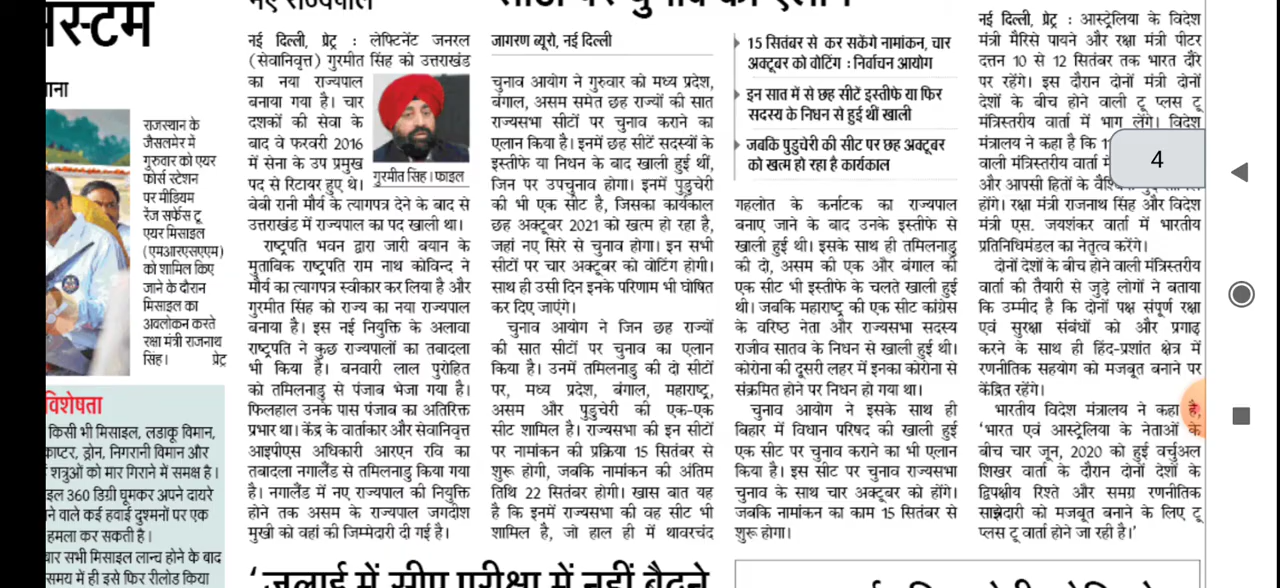 स्टम
राजस्थान के
जैसलमेर में
गुरुवार को एयर
फोर्स स्टेशन
पर मीडियम
रेंज सर्फेस टू
एयर मिसाइल
(एमआरएसएएम)
को शामिल किए
जाने के दौरान
मिसाइल का
अवलोकन करते
रक्षा मंत्री राजनाथ
सिंह। प्रेट्र
विशेषता
किसी भी मिसाइल, लडाकू विमान,
ड्रोन, निगरानी विमान और
शत्रुओं को मार गिराने में समक्ष है।
360 डिग्री घूमकर अपने दायरे
वाले कई हवाई दुश्मनों पर एक
हमला कर सकती है।
सभी मिसाइल लान्च होने के बाद
समय में ही इसे फिर रीलोड किया
नई दिल्ली, प्रेट्र : लेफ्टिनेंट जनरल
(सेवानिवृत्त) गुरमीत सिंह को उत्तराखंड
का नया राज्यपाल
बनाया गया है। चार
दशकों की सेवा के
बाद वे फरवरी 2016
में सेना के उप प्रमुख
पद से रिटायर हुए थे।
गुरमीत सिंह। फाइल
बेबी रानी मौर्य के त्यागपत्र देने के बाद से
उत्तराखंड में राज्यपाल का पद खाली था।
राष्ट्रपति भवन द्वारा जारी बयान के
मुताबिक राष्ट्रपति राम नाथ कोविन्द ने
मौर्य का त्यागपत्र स्वीकार कर लिया है और
गुरमीत सिंह को राज्य का नया राज्यपाल
बनाया है। इस नई नियुक्ति के अलावा
राष्ट्रपति ने कुछ राज्यपालों का तबादला
भी किया है। बनवारी लाल पुरोहित
को तमिलनाडु से पंजाब भेजा गया है।
फिलहाल उनके पास पंजाब का अतिरिक्त
प्रभार था। केंद्र के वार्ताकार और सेवानिवृत्त
आइपीएस अधिकारी आरएन रवि का
तबादला नगालैंड से तमिलनाडु किया गया
है। नगालैंड में नए राज्यपाल की नियुक्ति
होने तक असम के राज्यपाल जगदीश
मुखी को वहां की जिम्मेदारी दी गई है।
जागरण ब्यूरो, नई दिल्ली
चुनाव आयोग ने गुरुवार को मध्य प्रदेश,
बंगाल, असम समेत छह राज्यों की सात
राज्यसभा सीटों पर चुनाव कराने का
एलान किया है। इनमें छह सीटें सदस्यों के
इस्तीफे या निधन के बाद खाली हुई थीं,
जिन पर उपचुनाव होगा। इनमें पुडुचेरी
की भी एक सीट है, जिसका कार्यकाल
छह अक्टूबर 2021 को खत्म हो रहा है,
जहां नए सिरे से चुनाव होगा। इन सभी
सीटों पर चार अक्टूबर को वोटिंग होगी।
साथ ही उसी दिन इनके परिणाम भी घोषित
कर दिए जाएंगे।
चुनाव आयोग ने जिन छह राज्यों
की सात सीटों पर चुनाव का एलान
किया है। उनमें तमिलनाडु की दो सीटों
पर, मध्य प्रदेश, बंगाल, महाराष्ट्र,
असम और पुडुचेरी की एक-एक
सीट शामिल है। राज्यसभा की इन सीटों
पर नामांकन की प्रक्रिया 15 सितंबर से
शुरू होगी, जबकि नामांकन की अंतिम
तिथि 22 सितंबर होगी। खास बात यह
है कि इनमें राज्यसभा की वह सीट भी
शामिल है, जो हाल ही में थावरचंद
15 सितंबर से कर सकेंगे नामांकन, चार
अक्टूबर को वोटिंग : निर्वाचन आयोग
इन सात में से छह सीटें इस्तीफे या फिर
सदस्य के निधन से हुई थीं खाली
जबकि पुडुचेरी की सीट पर छह अक्टूबर
को खत्म हो रहा है कार्यकाल
गहलोत के कर्नाटक का राज्यपाल
बनाए जाने के बाद उनके इस्तीफे से
खाली हुई थी। इसके साथ ही तमिलनाडु
की दो, असम की एक और बंगाल की
एक सीट भी इस्तीफे के चलते खाली हुई
थी। जबकि महाराष्ट्र की एक सीट कांग्रेस
के वरिष्ठ नेता और राज्यसभा सदस्य
राजीव सातव के निधन से खाली हुई थी।
कोरोना की दूसरी लहर में इनका कोरोना से
संक्रमित होने पर निधन हो गया था।
चुनाव आयोग ने इसके साथ ही
बिहार में विधान परिषद की खाली हुई
एक सीट पर चुनाव कराने का भी एलान
किया है। इस सीट पर चुनाव राज्यसभा
चुनाव के साथ चार अक्टूबर को होंगे।
जबकि नामांकन का काम 15 सितंबर से
शुरू होगा।
नई दिल्ली, प्रेट्र : आस्ट्रेलिया के विदेश
मंत्री मैरिसे पायने और रक्षा मंत्री पीटर
दत्तन 10 से 12 सितंबर तक भारत दौरे
पर रहेंगे। इस दौरान दोनों मंत्री दोनों
देशों के बीच होने वाली टू प्लस टू
मंत्रिस्तरीय वार्ता में भाग लेंगे। विदेश
मंत्रालय ने कहा है कि
वाली मंत्रिस्तरीय वार्ता में
4
और आपसी हितों के
होंगे। रक्षा मंत्री राजनाथ सिंह और विदेश
मंत्री एस. जयशंकर वार्ता में भारतीय
प्रतिनिधिमंडल का नेतृत्व करेंगे।
दोनों देशों के बीच होने वाली मंत्रिस्तरीय
वार्ता की तैयारी से जुड़े लोगों ने बताया
कि उम्मीद है कि दोनों पक्ष संपूर्ण रक्षा
एवं सुरक्षा संबंधों को और प्रगाढ़
करने के साथ ही हिंद-प्रशांत क्षेत्र में
रणनीतिक सहयोग को मजबूत बनाने पर
केंद्रित रहेंगे।
भारतीय विदेश मंत्रालय ने कहा है,
'भारत एवं आस्ट्रेलिया के नेताओं के
बीच चार जून, 2020 को हुई वर्चुअल
शिखर वार्ता के दौरान दोनों देशों के
द्विपक्षीय रिश्ते और समग्र रणनीतिक
साझेदारी को मजबूत बनाने के लिए टू
प्लस टू वार्ता होने जा रही है।'
'जुलाई में सीए परीक्षा में नहीं बैठने